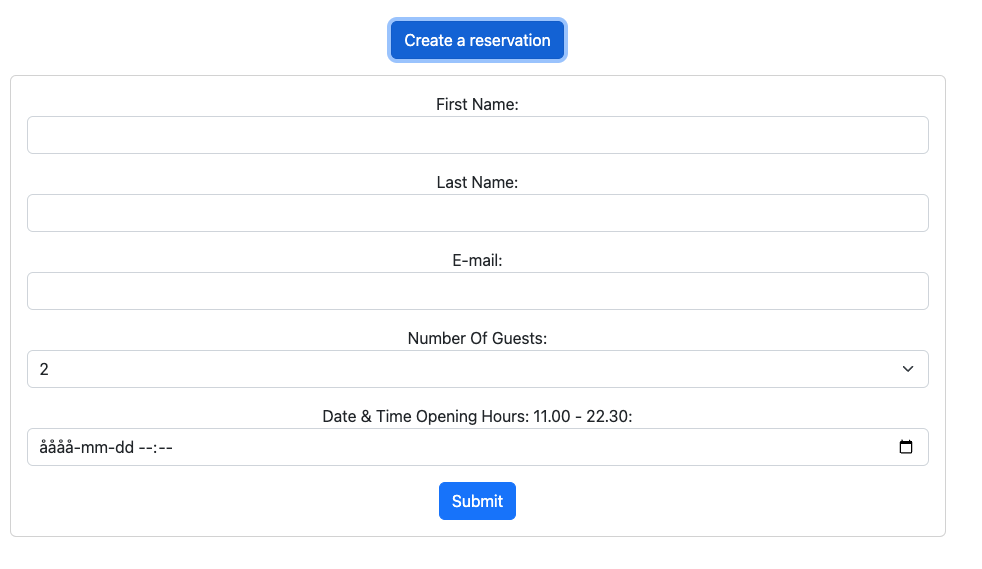 Create a reservation
First Name:
Last Name:
E-mail:
Number Of Guests:
2
Date & Time Opening Hours: 11.00 - 22.30:
åååå-mm-dd --:--
Submit